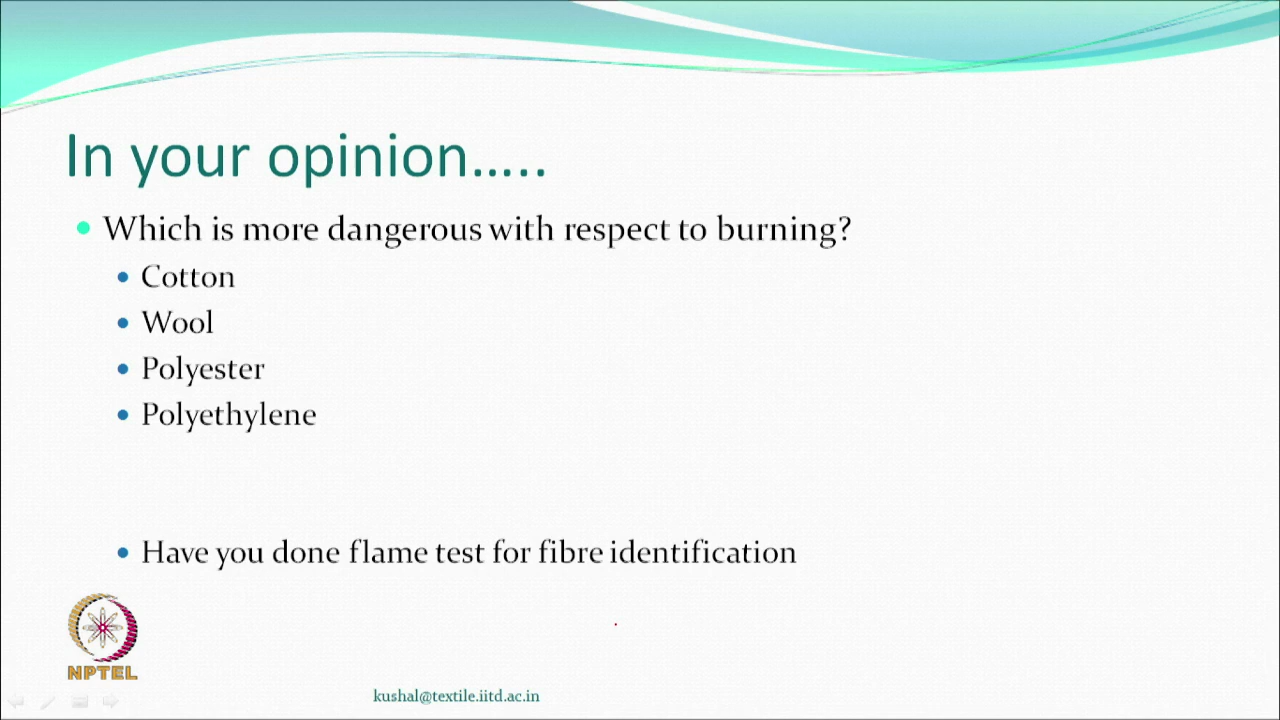 In your opinion…..
Which is more dangerous with respect to burning?
Cotton
Wool
Polyester
Polyethylene
Have you done flame test for fibre identification
NPTEL
kushal@textile.iitd.ac.in